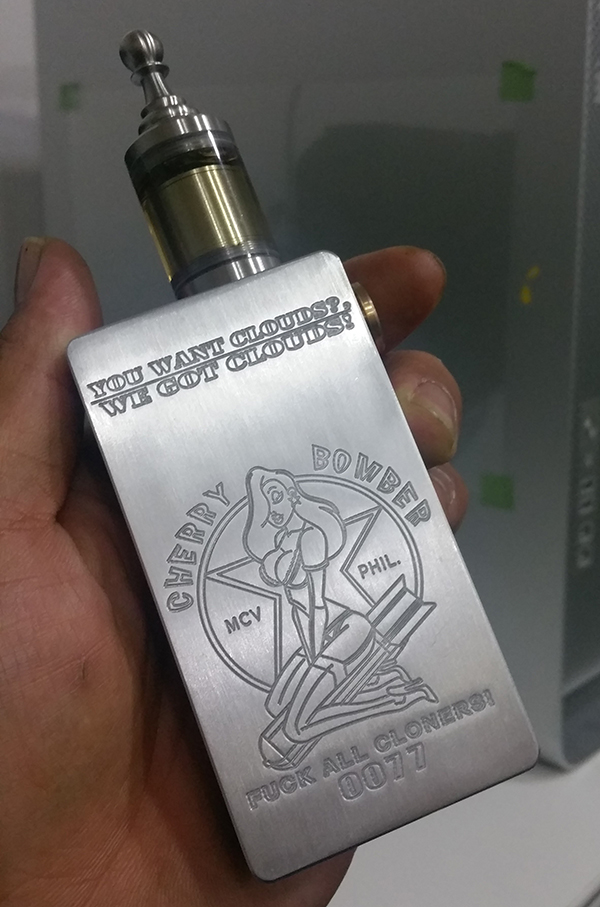 YOU WANT CLOUDS?,
WE GOT CLOUDS!
CHERRY BOMBER
MCV PHIL.
FUCK ALL CLONERS!
0077